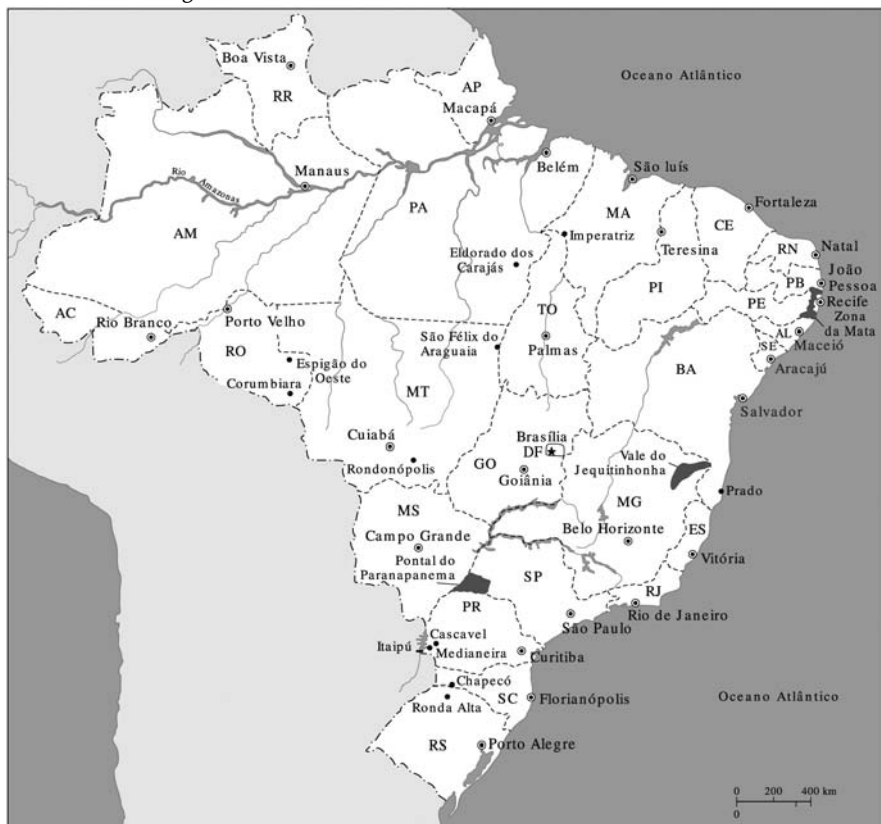 Boa Vista
RR
AP
Macapá
Oceano Atlântico
Manaus
Rio Amazonas
AM
PA
Belém
São luís
MA
Imperatriz
Teresina
CE
Fortaleza
RN
Natal
PB
João
Pessoa
Recife
Zona
da Mata
PE
PI
Eldorado dos
Carajás
TO
Palmas
AL
Maceió
SE
Aracajú
AC
Rio Branco
Porto Velho
RO
Espigão do
Oeste
Corumbiara
São Félix do
Araguaia
MT
BA
Salvador
Cuiabá
Rondonópolis
GO
Brasília
DF
Goiânia
Vale do
Jequitinhonha
Prado
MG
Belo Horizonte
ES
Vitória
MS
Campo Grande
Pontal do
Paranapanema
SP
RJ
Rio de Janeiro
São Paulo
PR
Cascavel
Itaipú
Medianeira
Curitiba
Chapecó
SC
Florianópolis
Ronda Alta
RS
Porto Alegre
Oceano Atlântico
0 200 400 km
0